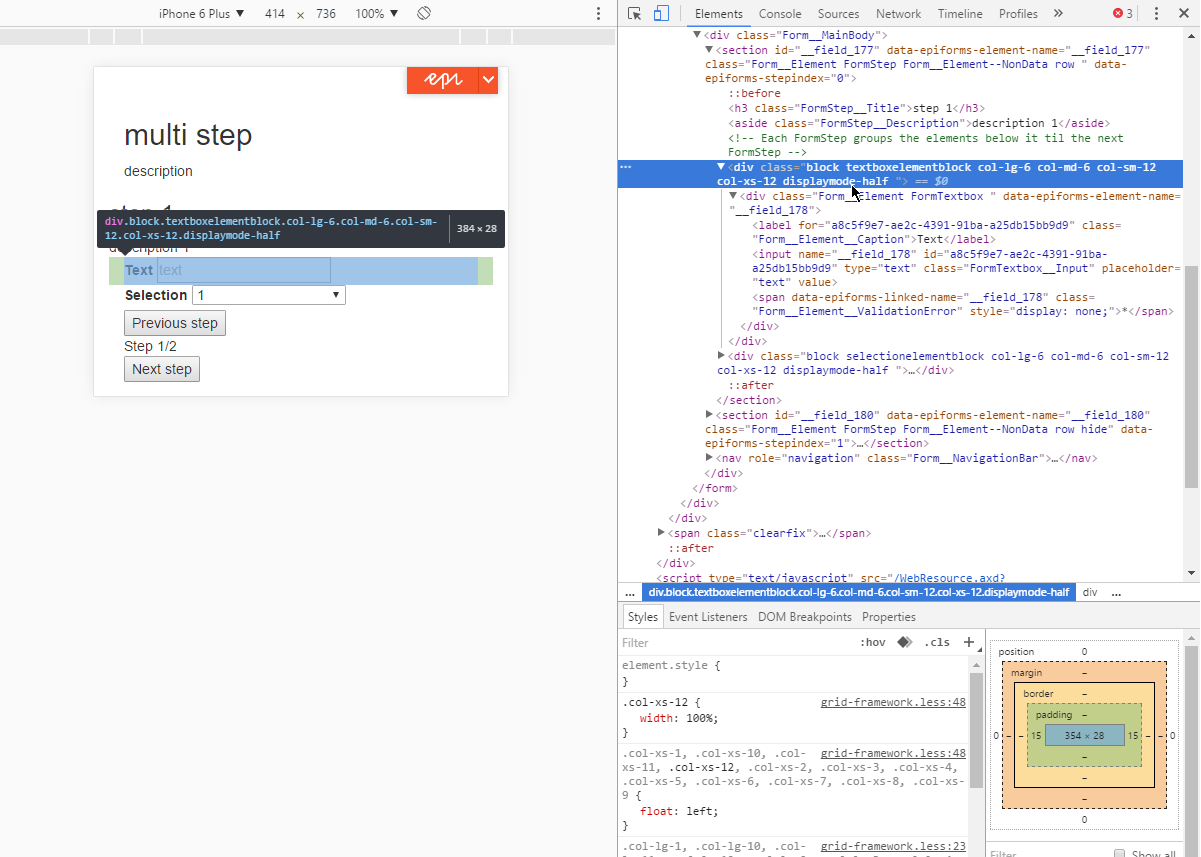 iPhone 6 Plus ▼ 414 × 736 100% ▼
epi
multi step
description
div.block.textboxelementblock.col-lg-6.col-md-6.col-sm-
12.col-xs-12.displaymode-half
384 × 28
Text text
Selection 1
Previous step
Step 1/2
Next step
Elements Console Sources Network Timeline Profiles » 3
▼<div class="Form__MainBody">
▼<section id="__field_177" data-epiforms-element-name="__field_177"
class="Form__Element FormStep Form__Element--NonData row " data-
epiforms-stepindex="0">
::before
<h3 class="FormStep__Title">step 1</h3>
<aside class="FormStep__Description">description 1</aside>
<!-- Each FormStep groups the elements below it til the next
FormStep -->
… ▼<div class="block textboxelementblock col-lg-6 col-md-6 col-sm-12
col-xs-12 displaymode-half "> == $0
▼<div class="Form__Element FormTextbox " data-epiforms-element-name=
"__field_178">
<label for="a8c5f9e7-ae2c-4391-91ba-a25db15bb9d9" class=
"Form__Element__Caption">Text</label>
<input name="__field_178" id="a8c5f9e7-ae2c-4391-91ba-
a25db15bb9d9" type="text" class="FormTextbox__Input" placeholder=
"text" value>
<span data-epiforms-linked-name="__field_178" class=
"Form__Element__ValidationError" style="display: none;">*</span>
</div>
</div>
▶<div class="block selectionelementblock col-lg-6 col-md-6 col-sm-12
col-xs-12 displaymode-half ">…</div>
::after
</section>
▶<section id="__field_180" data-epiforms-element-name="__field_180"
class="Form__Element FormStep Form__Element--NonData row hide" data-
epiforms-stepindex="1">…</section>
▶<nav role="navigation" class="Form__NavigationBar">…</nav>
</div>
</form>
</div>
</div>
▶<span class="clearfix">…</span>
::after
</div>
<script type="text/javascript" src="/WebResource.axd?
... div.block.textboxelementblock.col-lg-6.col-md-6.col-sm-12.col-xs-12.displaymode-half div ...
Styles Event Listeners DOM Breakpoints Properties
Filter :hov .cls +
element.style {
}
.col-xs-12 { grid-framework.less:48
width: 100%;
}
.col-xs-1, .col-xs-10, .col- grid-framework.less:48
xs-11, .col-xs-12, .col-xs-2, .col-xs-3, .col-xs-4,
.col-xs-5, .col-xs-6, .col-xs-7, .col-xs-8, .col-xs-
9 {
float: left;
}
.col-lg-1, .col-lg-10, .col- grid-framework.less:23
position 0
margin –
border –
padding –
0 – – 15 354 × 28 15 – – 0
–
–
–
0
Filter Show all